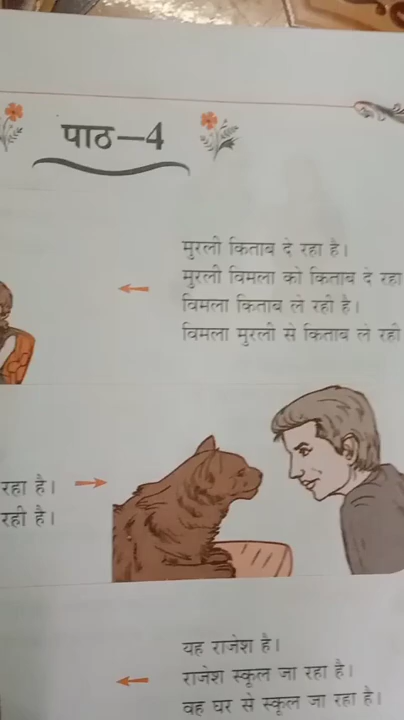 पाठ—4
मुरली किताब दे रहा है।
मुरली विमला को किताब दे रहा
विमला किताब ले रही है।
विमला मुरली से किताब ले रही
रहा है।
रही है।
यह राजेश है।
राजेश स्कूल जा रहा है।
वह घर से स्कूल जा रहा है।